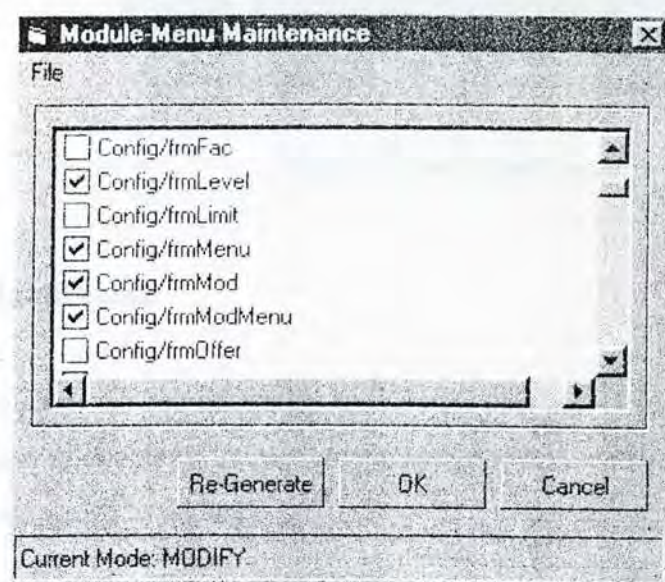 Module-Menu Maintenance
File
Config/frmFac
Config/frmLevel
Config/frmLimit
Config/frmMenu
Config/frmMod
Config/frmModMenu
Config/frmOffer
Re-Generate OK Cancel
Current Mode: MODIFY